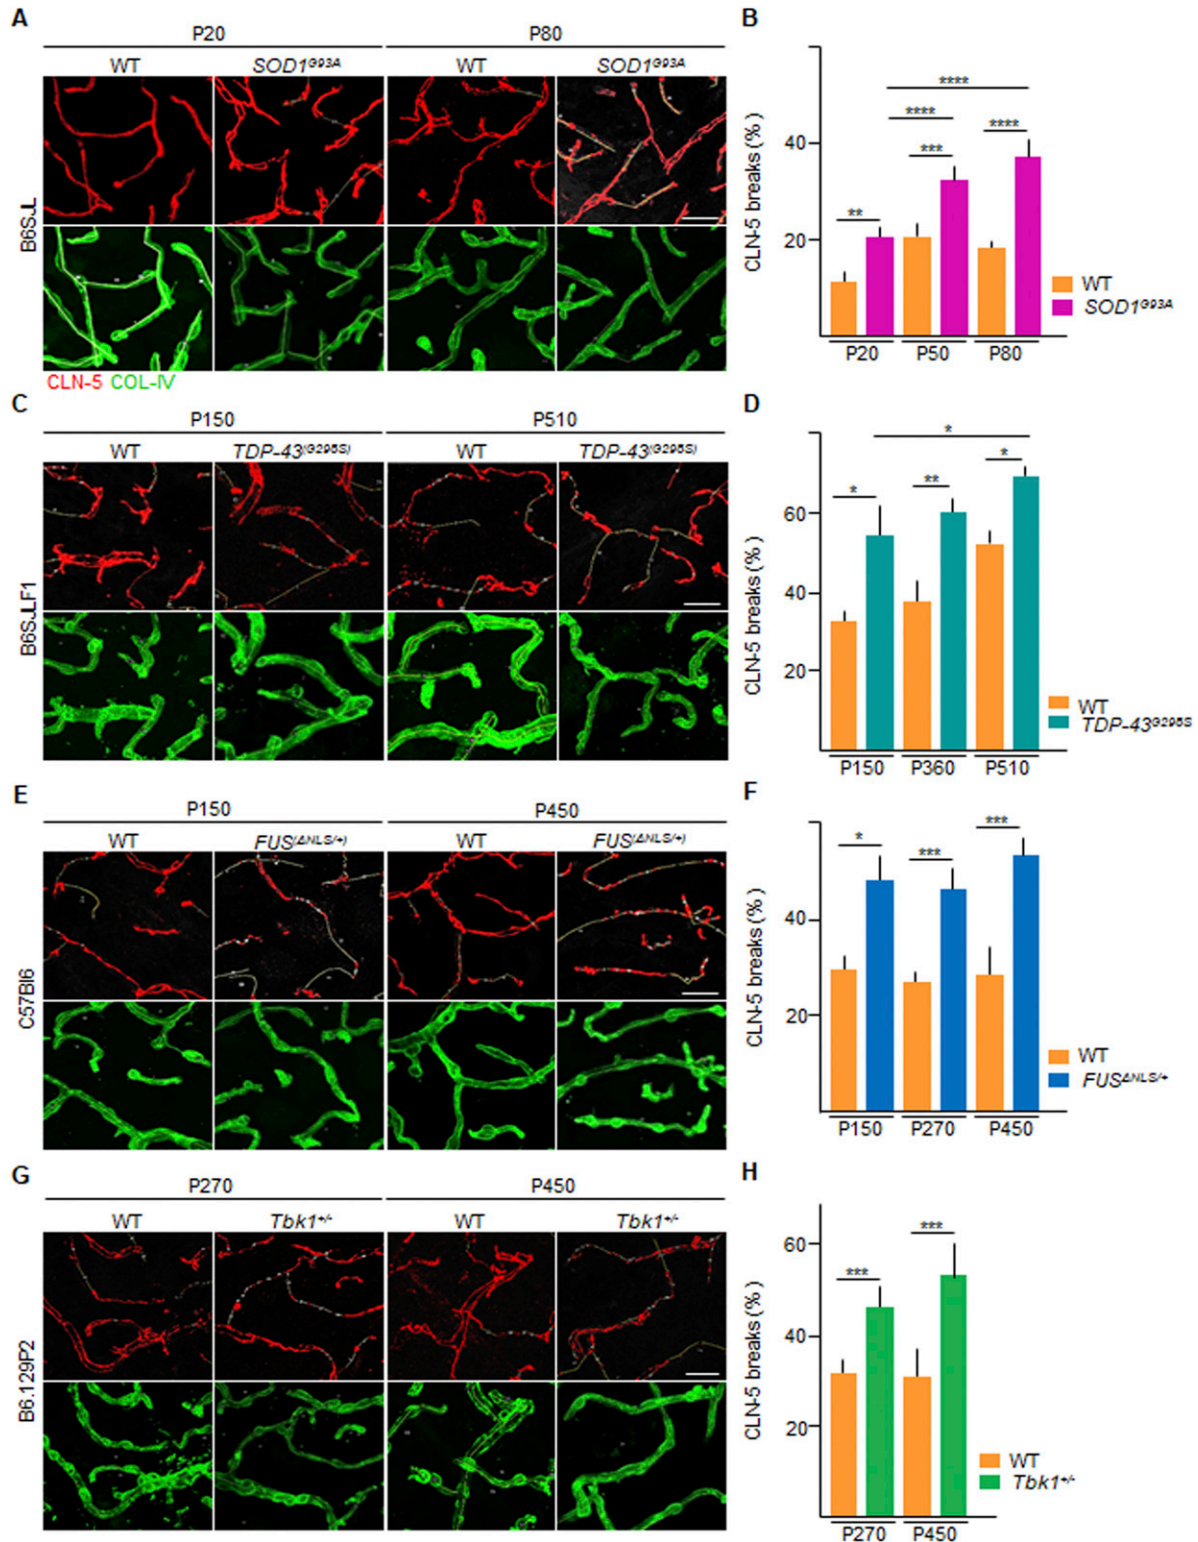 A
P20 P80
WT SOD1G93A WT SOD1G93A
B6SJL
CLN-5 COL-IV
B
CLN-5 breaks (%)
40
20
** *** **** **** ****
WT
SOD1G93A
P20 P50 P80
C
P150 P510
WT TDP-43(G298S) WT TDP-43(G298S)
B6SJLF1
D
CLN-5 breaks (%)
60
40
20
* ** * *
WT
TDP-43G298S
P150 P360 P510
E
P150 P450
WT FUS(ΔNLS/+) WT FUS(ΔNLS/+)
C57Bl6
F
CLN-5 breaks (%)
40
20
* *** ***
WT
FUSΔNLS/+
P150 P270 P450
G
P270 P450
WT Tbk1+/- WT Tbk1+/-
B6.129P2
H
CLN-5 breaks (%)
60
40
20
*** ***
WT
Tbk1+/-
P270 P450